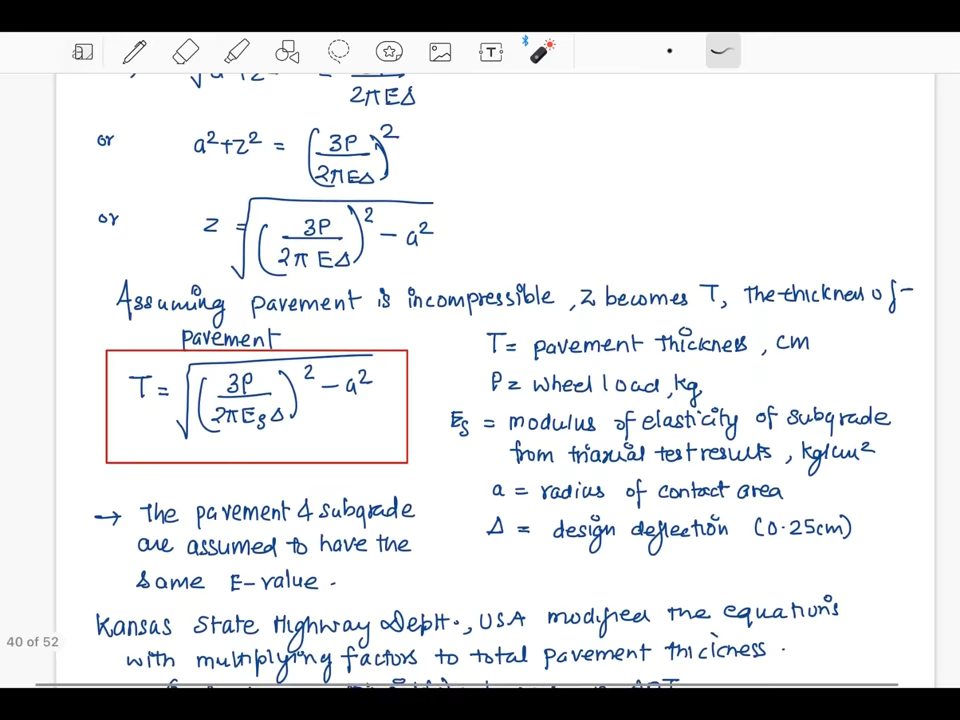 2πEΔ
or a²+z² = (3P/2πEΔ)²
or z = √((3P/2πEΔ)² − a²)
Assuming pavement is incompressible, z becomes T, the thickness of
pavement
T = √((3P/2πE_sΔ)² − a²)
T = pavement thickness, cm
P = wheel load, kg
E_s = modulus of elasticity of subgrade
from triaxial test results, kg/cm²
a = radius of contact area
Δ = design deflection (0.25cm)
→ The pavement & subgrade
are assumed to have the
same E-value.
Kansas State Highway Deptt., USA modified the equations
with multiplying factors to total pavement thickness.
40 of 52